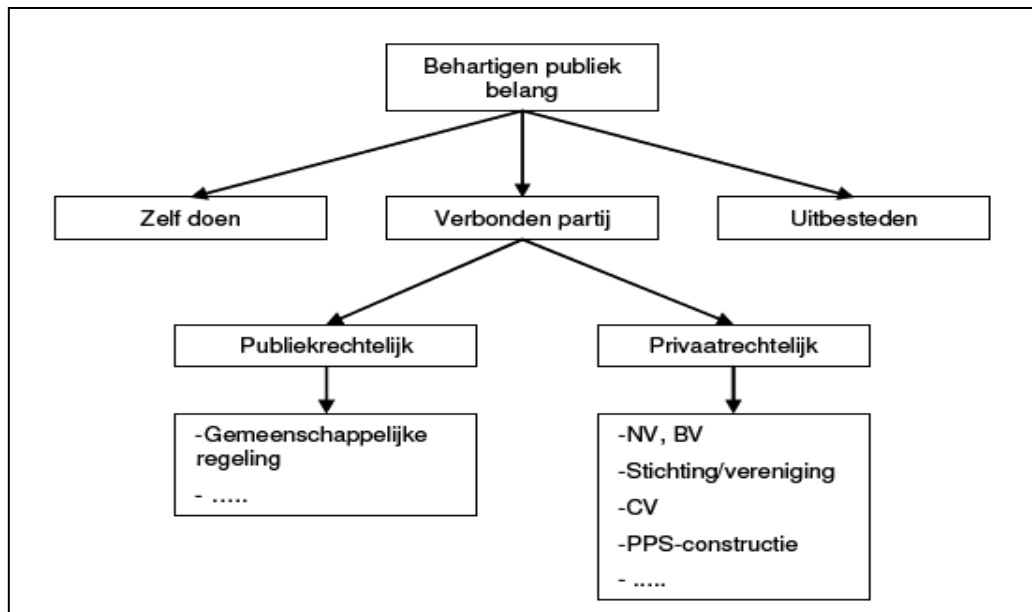 Behartigen publiek
belang
Zelf doen
Verbonden partij
Uitbesteden
Publiekrechtelijk
Privaatrechtelijk
-Gemeenschappelijke
regeling
- .....
-NV, BV
-Stichting/vereniging
-CV
-PPS-constructie
- .....